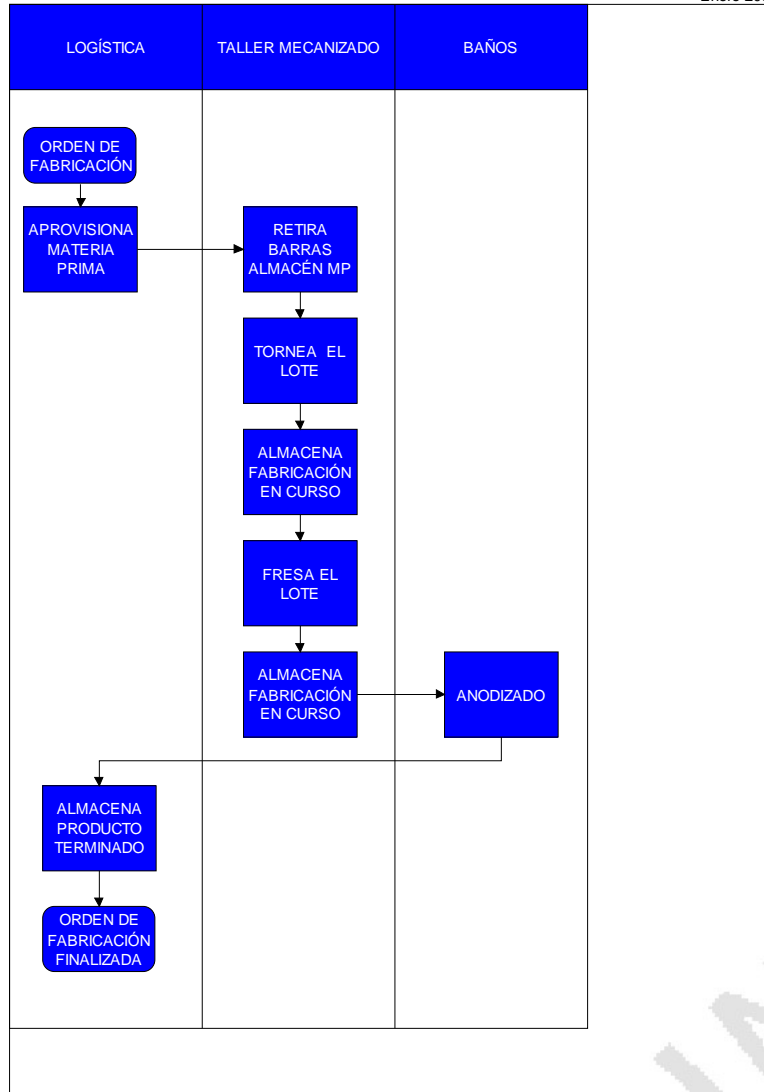 LOGÍSTICA
TALLER MECANIZADO
BAÑOS
ORDEN DE
FABRICACIÓN
APROVISIONA
MATERIA
PRIMA
RETIRA
BARRAS
ALMACÉN MP
TORNEA EL
LOTE
ALMACENA
FABRICACIÓN
EN CURSO
FRESA EL
LOTE
ALMACENA
FABRICACIÓN
EN CURSO
ANODIZADO
ALMACENA
PRODUCTO
TERMINADO
ORDEN DE
FABRICACIÓN
FINALIZADA